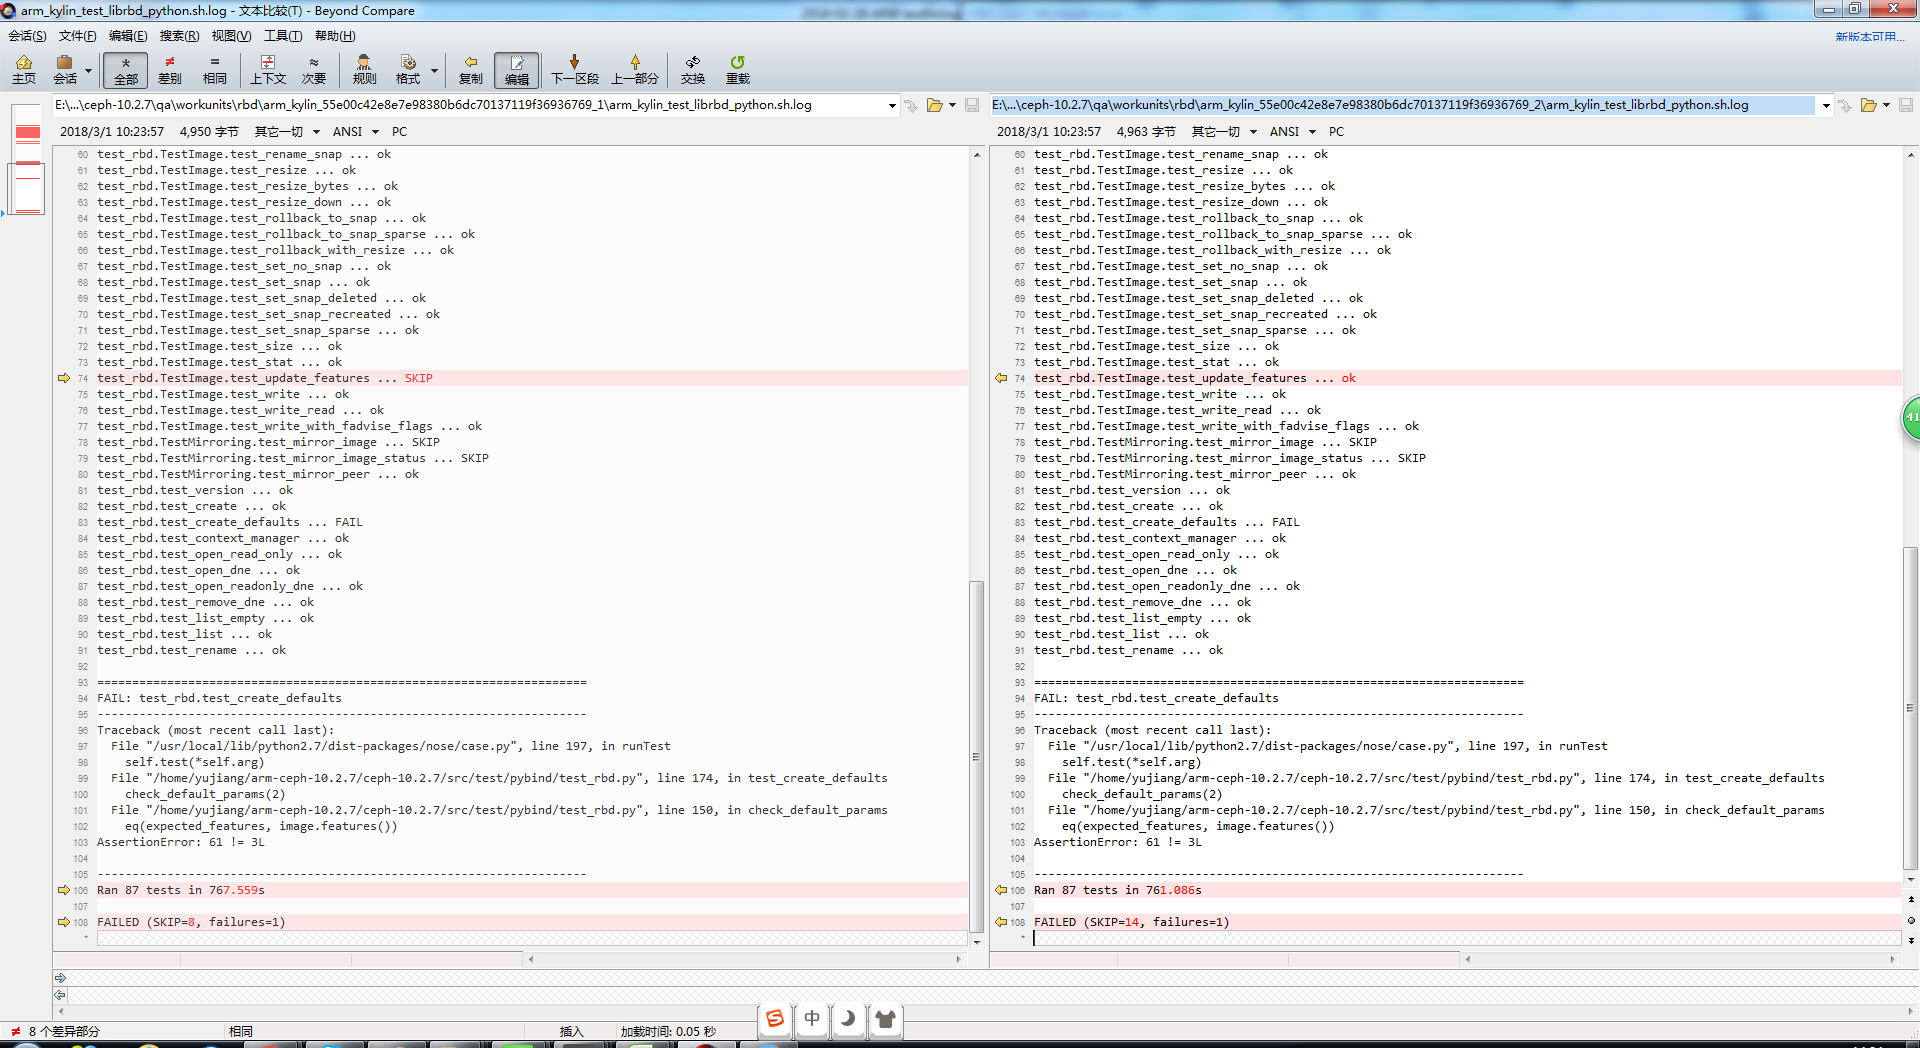 arm_kylin_test_librbd_python.sh.log - 文本比较(T) - Beyond Compare
会话(S) 文件(F) 编辑(E) 搜索(R) 视图(V) 工具(T) 帮助(H) 新版本可用...
主页 会话 全部 差别 相同 上下文 次要 规则 格式 复制 编辑 下一区段 上一部分 交换 重载
E:\...\ceph-10.2.7\qa\workunits\rbd\arm_kylin_55e00c42e8e7e98380b6dc70137119f36936769_1\arm_kylin_test_librbd_python.sh.log
2018/3/1 10:23:57 4,950 字节 其它一切 ANSI PC
60 test_rbd.TestImage.test_rename_snap ... ok
61 test_rbd.TestImage.test_resize ... ok
62 test_rbd.TestImage.test_resize_bytes ... ok
63 test_rbd.TestImage.test_resize_down ... ok
64 test_rbd.TestImage.test_rollback_to_snap ... ok
65 test_rbd.TestImage.test_rollback_to_snap_sparse ... ok
66 test_rbd.TestImage.test_rollback_with_resize ... ok
67 test_rbd.TestImage.test_set_no_snap ... ok
68 test_rbd.TestImage.test_set_snap ... ok
69 test_rbd.TestImage.test_set_snap_deleted ... ok
70 test_rbd.TestImage.test_set_snap_recreated ... ok
71 test_rbd.TestImage.test_set_snap_sparse ... ok
72 test_rbd.TestImage.test_size ... ok
73 test_rbd.TestImage.test_stat ... ok
74 test_rbd.TestImage.test_update_features ... SKIP
75 test_rbd.TestImage.test_write ... ok
76 test_rbd.TestImage.test_write_read ... ok
77 test_rbd.TestImage.test_write_with_fadvise_flags ... ok
78 test_rbd.TestMirroring.test_mirror_image ... SKIP
79 test_rbd.TestMirroring.test_mirror_image_status ... SKIP
80 test_rbd.TestMirroring.test_mirror_peer ... ok
81 test_rbd.test_version ... ok
82 test_rbd.test_create ... ok
83 test_rbd.test_create_defaults ... FAIL
84 test_rbd.test_context_manager ... ok
85 test_rbd.test_open_read_only ... ok
86 test_rbd.test_open_dne ... ok
87 test_rbd.test_open_readonly_dne ... ok
88 test_rbd.test_remove_dne ... ok
89 test_rbd.test_list_empty ... ok
90 test_rbd.test_list ... ok
91 test_rbd.test_rename ... ok
92
93 ======================================================================
94 FAIL: test_rbd.test_create_defaults
95 ----------------------------------------------------------------------
96 Traceback (most recent call last):
97 File "/usr/local/lib/python2.7/dist-packages/nose/case.py", line 197, in runTest
98 self.test(*self.arg)
99 File "/home/yujiang/arm-ceph-10.2.7/ceph-10.2.7/src/test/pybind/test_rbd.py", line 174, in test_create_defaults
100 check_default_params(2)
101 File "/home/yujiang/arm-ceph-10.2.7/ceph-10.2.7/src/test/pybind/test_rbd.py", line 150, in check_default_params
102 eq(expected_features, image.features())
103 AssertionError: 61 != 3L
104
105 ----------------------------------------------------------------------
106 Ran 87 tests in 767.559s
107
108 FAILED (SKIP=8, failures=1)
E:\...\ceph-10.2.7\qa\workunits\rbd\arm_kylin_55e00c42e8e7e98380b6dc70137119f36936769_2\arm_kylin_test_librbd_python.sh.log
2018/3/1 10:23:57 4,963 字节 其它一切 ANSI PC
60 test_rbd.TestImage.test_rename_snap ... ok
61 test_rbd.TestImage.test_resize ... ok
62 test_rbd.TestImage.test_resize_bytes ... ok
63 test_rbd.TestImage.test_resize_down ... ok
64 test_rbd.TestImage.test_rollback_to_snap ... ok
65 test_rbd.TestImage.test_rollback_to_snap_sparse ... ok
66 test_rbd.TestImage.test_rollback_with_resize ... ok
67 test_rbd.TestImage.test_set_no_snap ... ok
68 test_rbd.TestImage.test_set_snap ... ok
69 test_rbd.TestImage.test_set_snap_deleted ... ok
70 test_rbd.TestImage.test_set_snap_recreated ... ok
71 test_rbd.TestImage.test_set_snap_sparse ... ok
72 test_rbd.TestImage.test_size ... ok
73 test_rbd.TestImage.test_stat ... ok
74 test_rbd.TestImage.test_update_features ... ok
75 test_rbd.TestImage.test_write ... ok
76 test_rbd.TestImage.test_write_read ... ok
77 test_rbd.TestImage.test_write_with_fadvise_flags ... ok
78 test_rbd.TestMirroring.test_mirror_image ... SKIP
79 test_rbd.TestMirroring.test_mirror_image_status ... SKIP
80 test_rbd.TestMirroring.test_mirror_peer ... ok
81 test_rbd.test_version ... ok
82 test_rbd.test_create ... ok
83 test_rbd.test_create_defaults ... FAIL
84 test_rbd.test_context_manager ... ok
85 test_rbd.test_open_read_only ... ok
86 test_rbd.test_open_dne ... ok
87 test_rbd.test_open_readonly_dne ... ok
88 test_rbd.test_remove_dne ... ok
89 test_rbd.test_list_empty ... ok
90 test_rbd.test_list ... ok
91 test_rbd.test_rename ... ok
92
93 ======================================================================
94 FAIL: test_rbd.test_create_defaults
95 ----------------------------------------------------------------------
96 Traceback (most recent call last):
97 File "/usr/local/lib/python2.7/dist-packages/nose/case.py", line 197, in runTest
98 self.test(*self.arg)
99 File "/home/yujiang/arm-ceph-10.2.7/ceph-10.2.7/src/test/pybind/test_rbd.py", line 174, in test_create_defaults
100 check_default_params(2)
101 File "/home/yujiang/arm-ceph-10.2.7/ceph-10.2.7/src/test/pybind/test_rbd.py", line 150, in check_default_params
102 eq(expected_features, image.features())
103 AssertionError: 61 != 3L
104
105 ----------------------------------------------------------------------
106 Ran 87 tests in 761.086s
107
108 FAILED (SKIP=14, failures=1)
41
8 个差异部分 相同 插入 加载时间: 0.05 秒
S 中